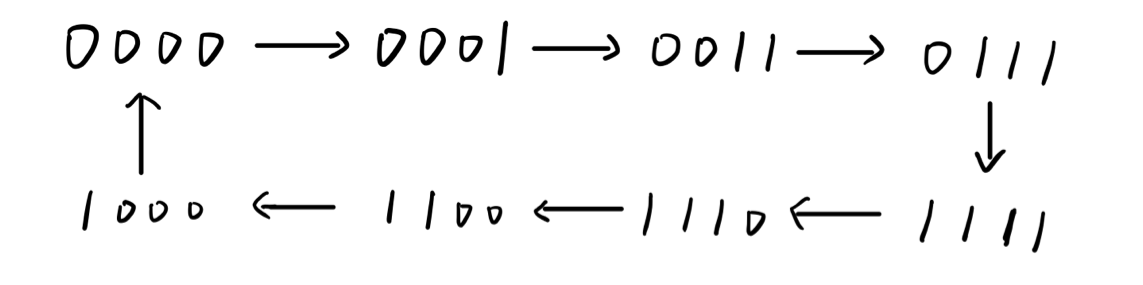 0000 → 0001 → 0011 → 0111
↑ ↓
1000 ← 1100 ← 1110 ← 1111